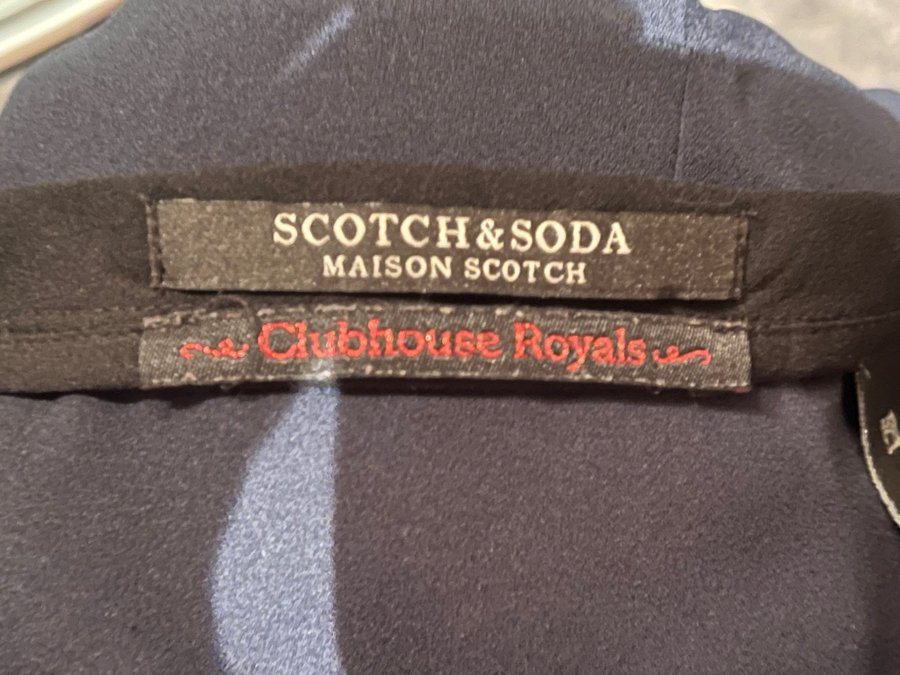 SCOTCH & SODA
MAISON SCOTCH
Clubhouse Royals